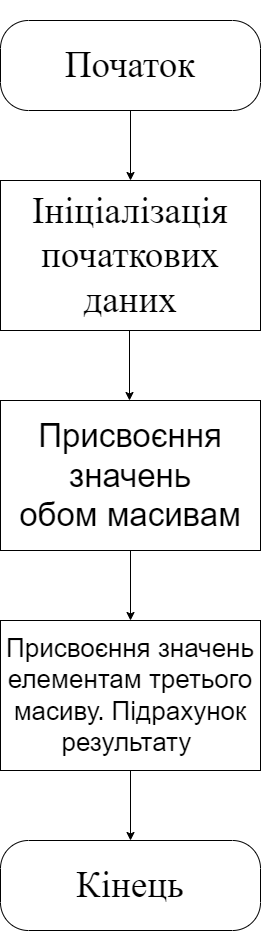 Початок
Ініціалізація
початкових
даних
Присвоєння
значень
обом масивам
Присвоєння значень
елементам третього
масиву. Підрахунок
результату
Кінець